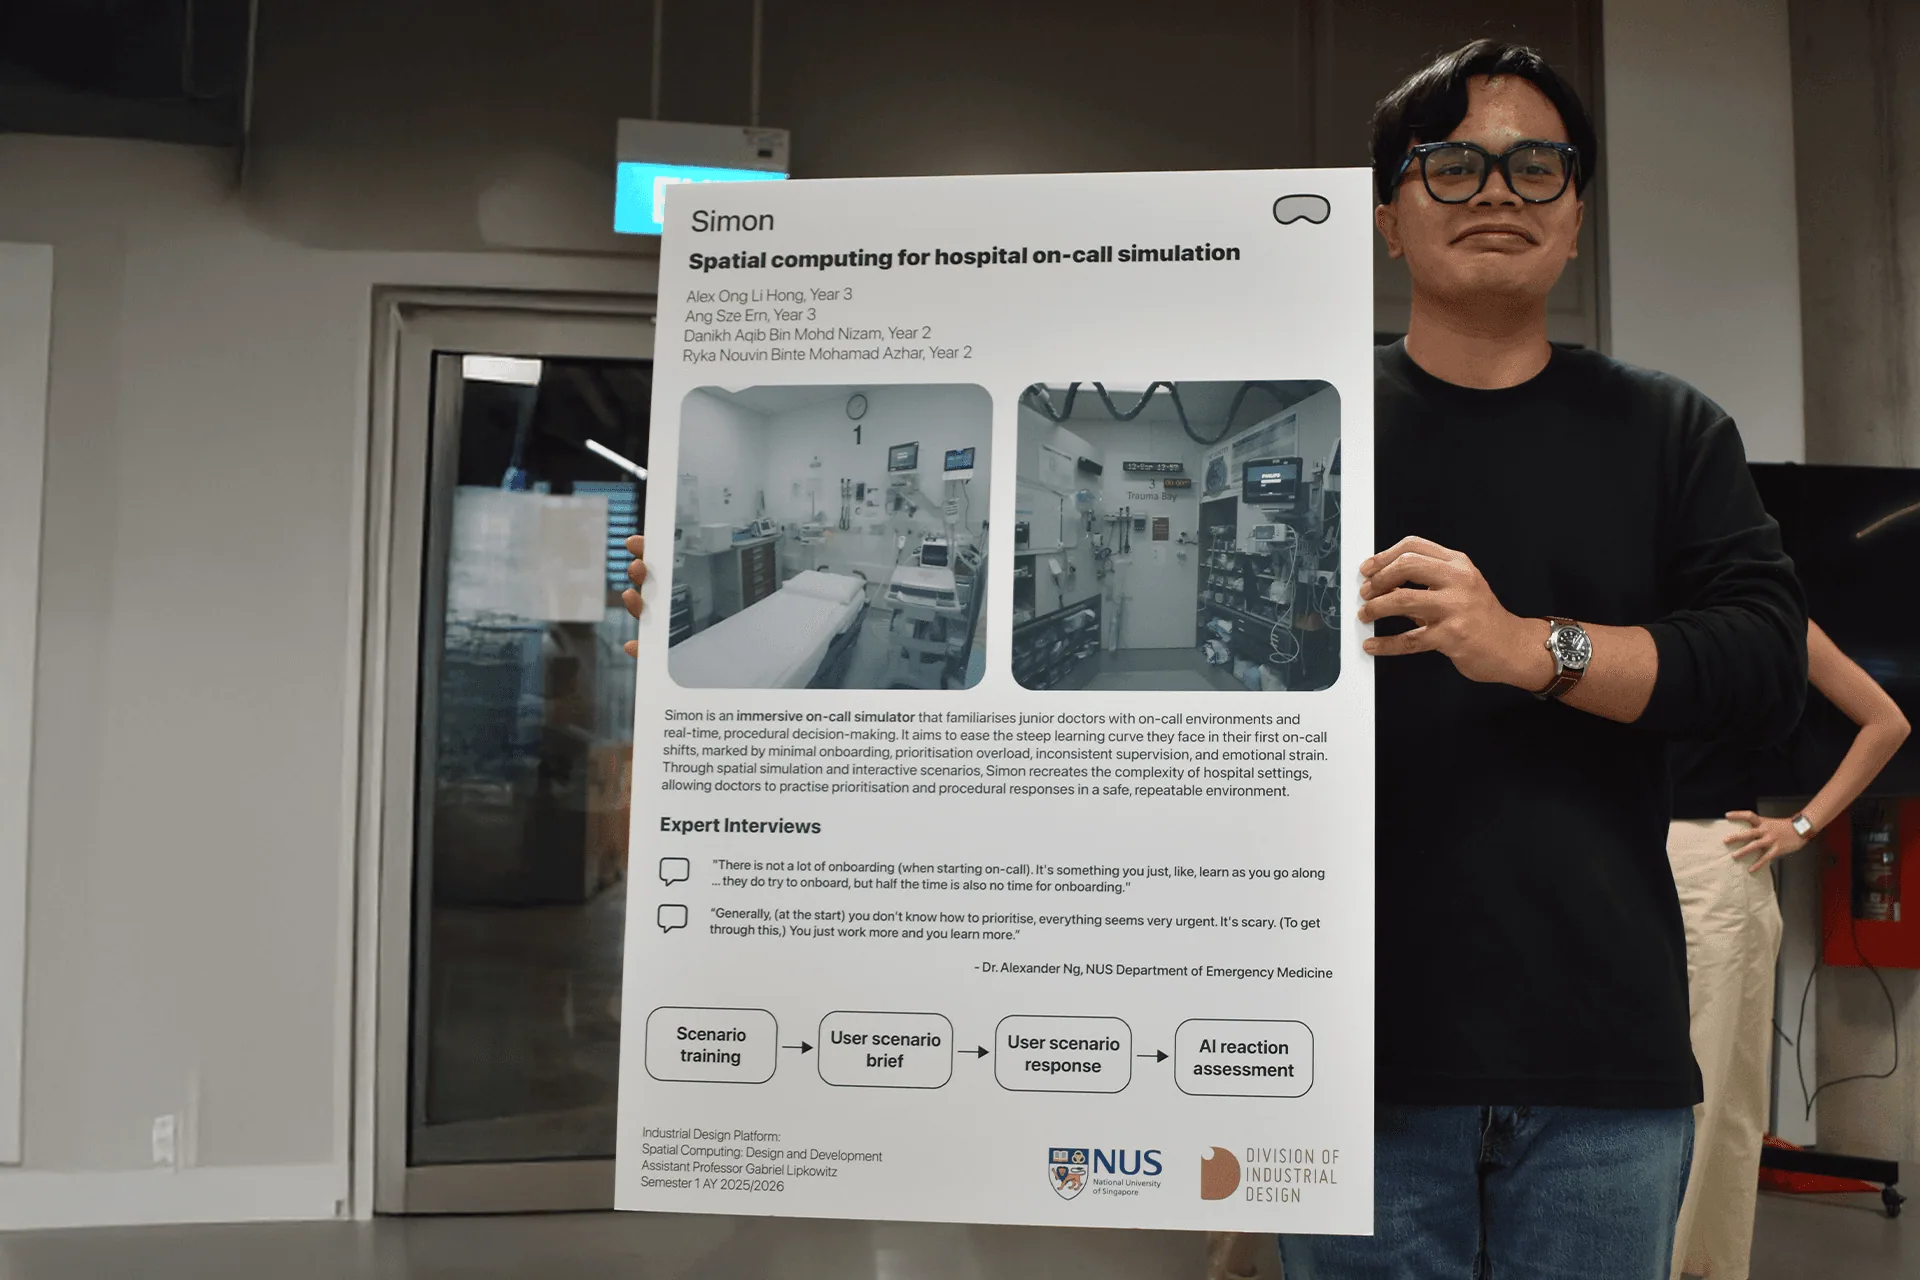 Simon
Spatial computing for hospital on-call simulation
Alex Ong Li Hong, Year 3
Ang Sze Ern, Year 3
Danikh Aqib Bin Mohd Nizam, Year 2
Ryka Nouvin Binte Mohamad Azhar, Year 2
1
3
Trauma Bay
Simon is an immersive on-call simulator that familiarises junior doctors with on-call environments and
real-time, procedural decision-making. It aims to ease the steep learning curve they face in their first on-call
shifts, marked by minimal onboarding, prioritisation overload, inconsistent supervision, and emotional strain.
Through spatial simulation and interactive scenarios, Simon recreates the complexity of hospital settings,
allowing doctors to practise prioritisation and procedural responses in a safe, repeatable environment.
Expert Interviews
"There is not a lot of onboarding (when starting on-call). It's something you just, like, learn as you go along
... they do try to onboard, but half the time is also no time for onboarding."
“Generally, (at the start) you don't know how to prioritise, everything seems very urgent. It's scary. (To get
through this,) You just work more and you learn more.”
- Dr. Alexander Ng, NUS Department of Emergency Medicine
Scenario
training
User scenario
brief
User scenario
response
AI reaction
assessment
Industrial Design Platform:
Spatial Computing: Design and Development
Assistant Professor Gabriel Lipkowitz
Semester 1 AY 2025/2026
NUS
National University
of Singapore
DIVISION OF
INDUSTRIAL
DESIGN